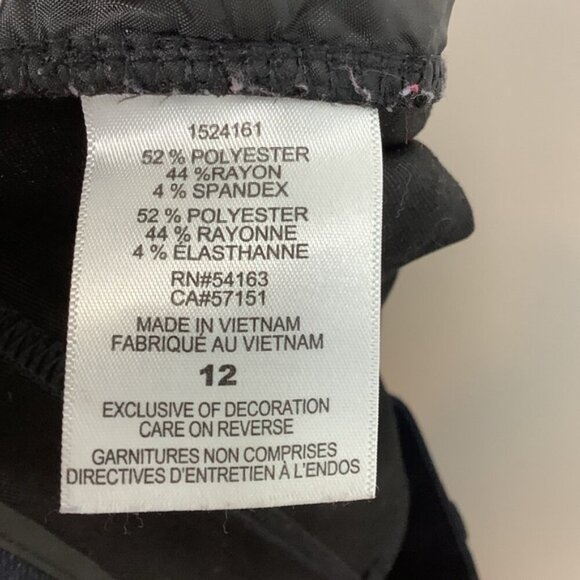 1524161
52 % POLYESTER
44 %RAYON
4 % SPANDEX
52 % POLYESTER
44 % RAYONNE
4 % ÉLASTHANNE
RN#54163
CA#57151
MADE IN VIETNAM
FABRIQUÉ AU VIETNAM
12
EXCLUSIVE OF DECORATION
CARE ON REVERSE
GARNITURES NON COMPRISES
DIRECTIVES D'ENTRETIEN À L'ENDOS